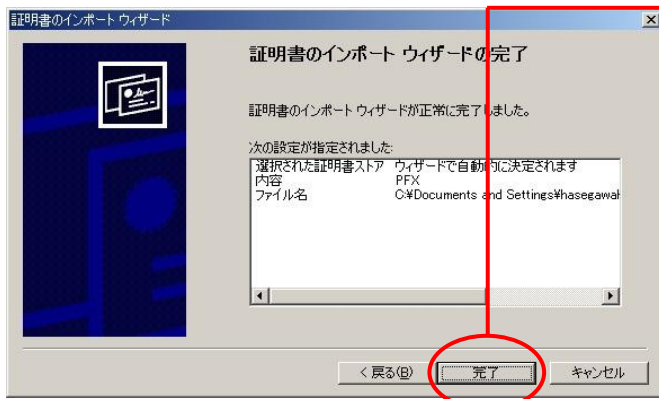 証明書のインポート ウィザード
証明書のインポート ウィザードの完了
証明書のインポート ウィザードが正常に完了しました。
次の設定が指定されました:
選択された証明書ストア ウィザードで自動的に決定されます
内容 PFX
ファイル名 C:¥Documents and Settings¥hasegawah
< 戻る(B) 完了 キャンセル